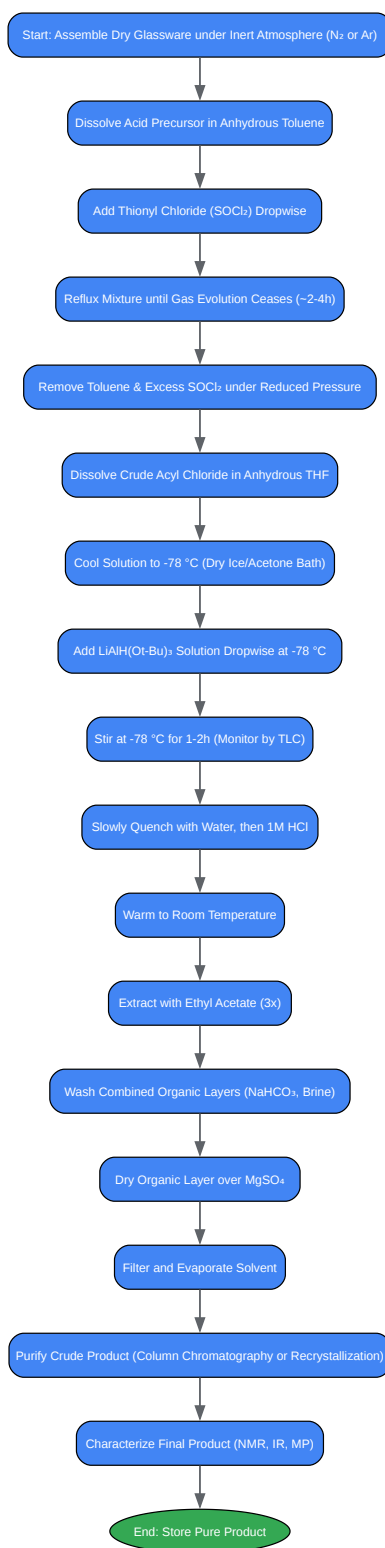 Start: Assemble Dry Glassware under Inert Atmosphere (N₂ or Ar)
Dissolve Acid Precursor in Anhydrous Toluene
Add Thionyl Chloride (SOCl₂) Dropwise
Reflux Mixture until Gas Evolution Ceases (~2-4h)
Remove Toluene & Excess SOCl₂ under Reduced Pressure
Dissolve Crude Acyl Chloride in Anhydrous THF
Cool Solution to -78 °C (Dry Ice/Acetone Bath)
Add LiAlH(Ot-Bu)₃ Solution Dropwise at -78 °C
Stir at -78 °C for 1-2h (Monitor by TLC)
Slowly Quench with Water, then 1M HCl
Warm to Room Temperature
Extract with Ethyl Acetate (3x)
Wash Combined Organic Layers (NaHCO₃, Brine)
Dry Organic Layer over MgSO₄
Filter and Evaporate Solvent
Purify Crude Product (Column Chromatography or Recrystallization)
Characterize Final Product (NMR, IR, MP)
End: Store Pure Product